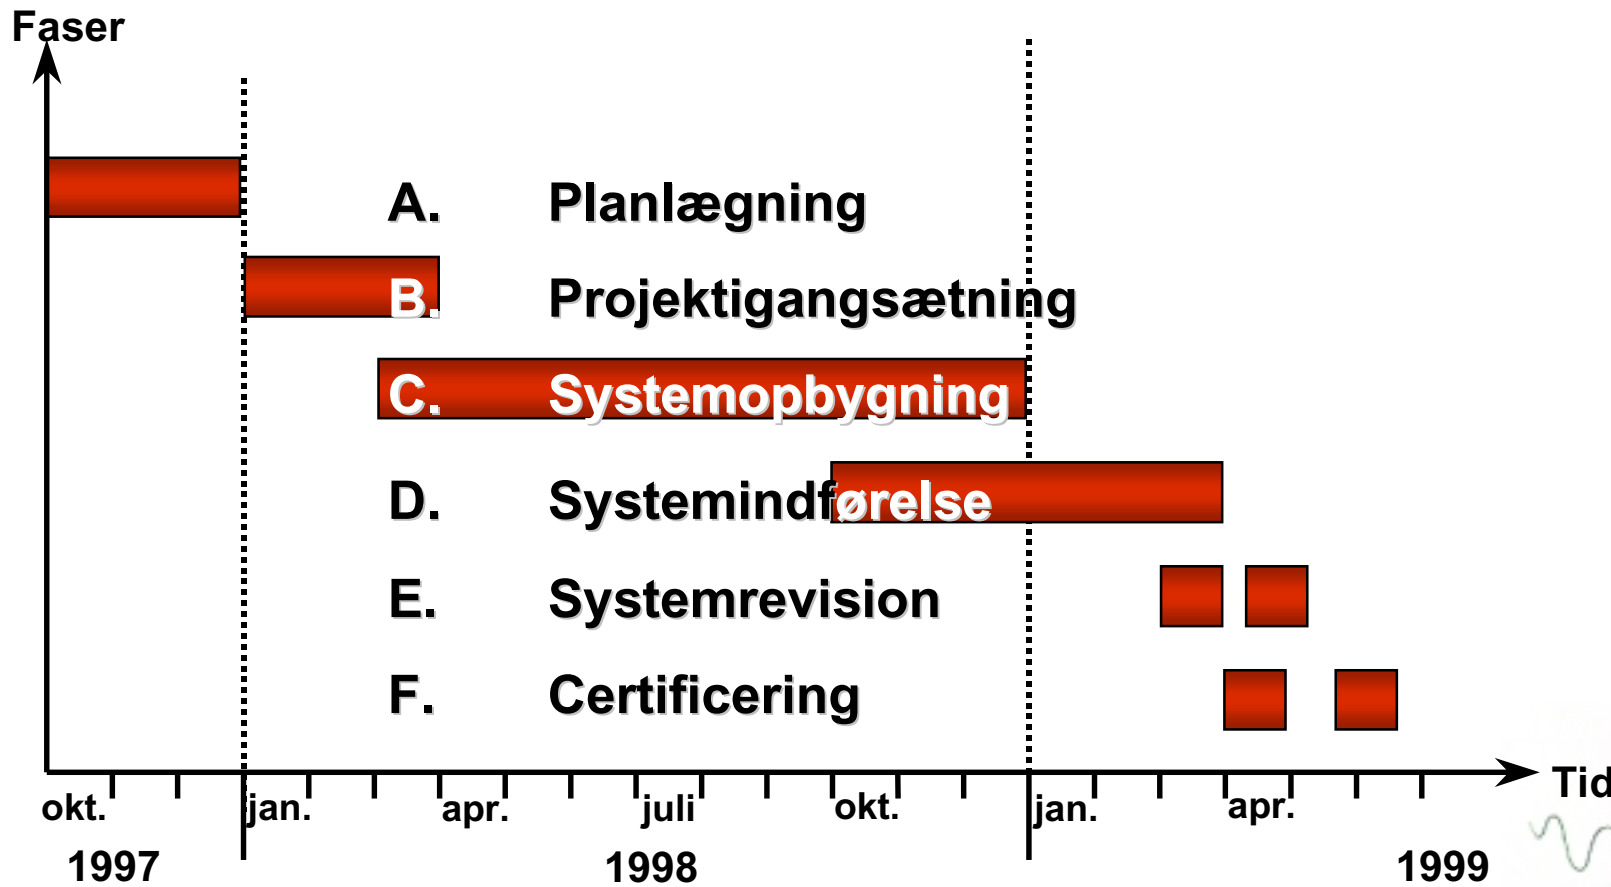 Faser
A. Planlægning
B. Projektigangsætning
C. Systemopbygning
D. Systemindførelse
E. Systemrevision
F. Certificering
Tid
okt. jan. apr. juli okt. jan. apr.
1997 1998 1999